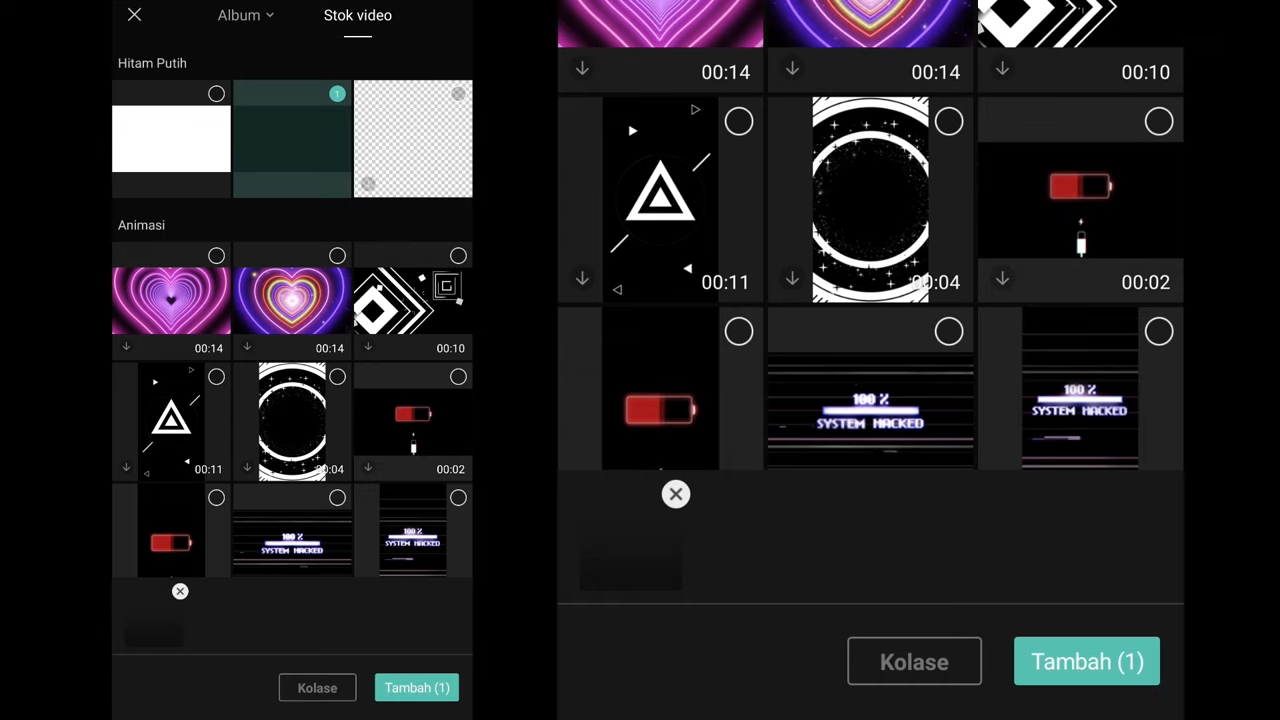 Album
Stok video
Hitam Putih
1
Animasi
00:14
00:14
00:10
00:11
00:04
00:02
100 %
SYSTEM HACKED
100 %
SYSTEM HACKED
Kolase
Tambah (1)
00:14
00:14
00:10
00:11
00:04
00:02
100 %
SYSTEM HACKED
100 %
SYSTEM HACKED
Kolase
Tambah (1)